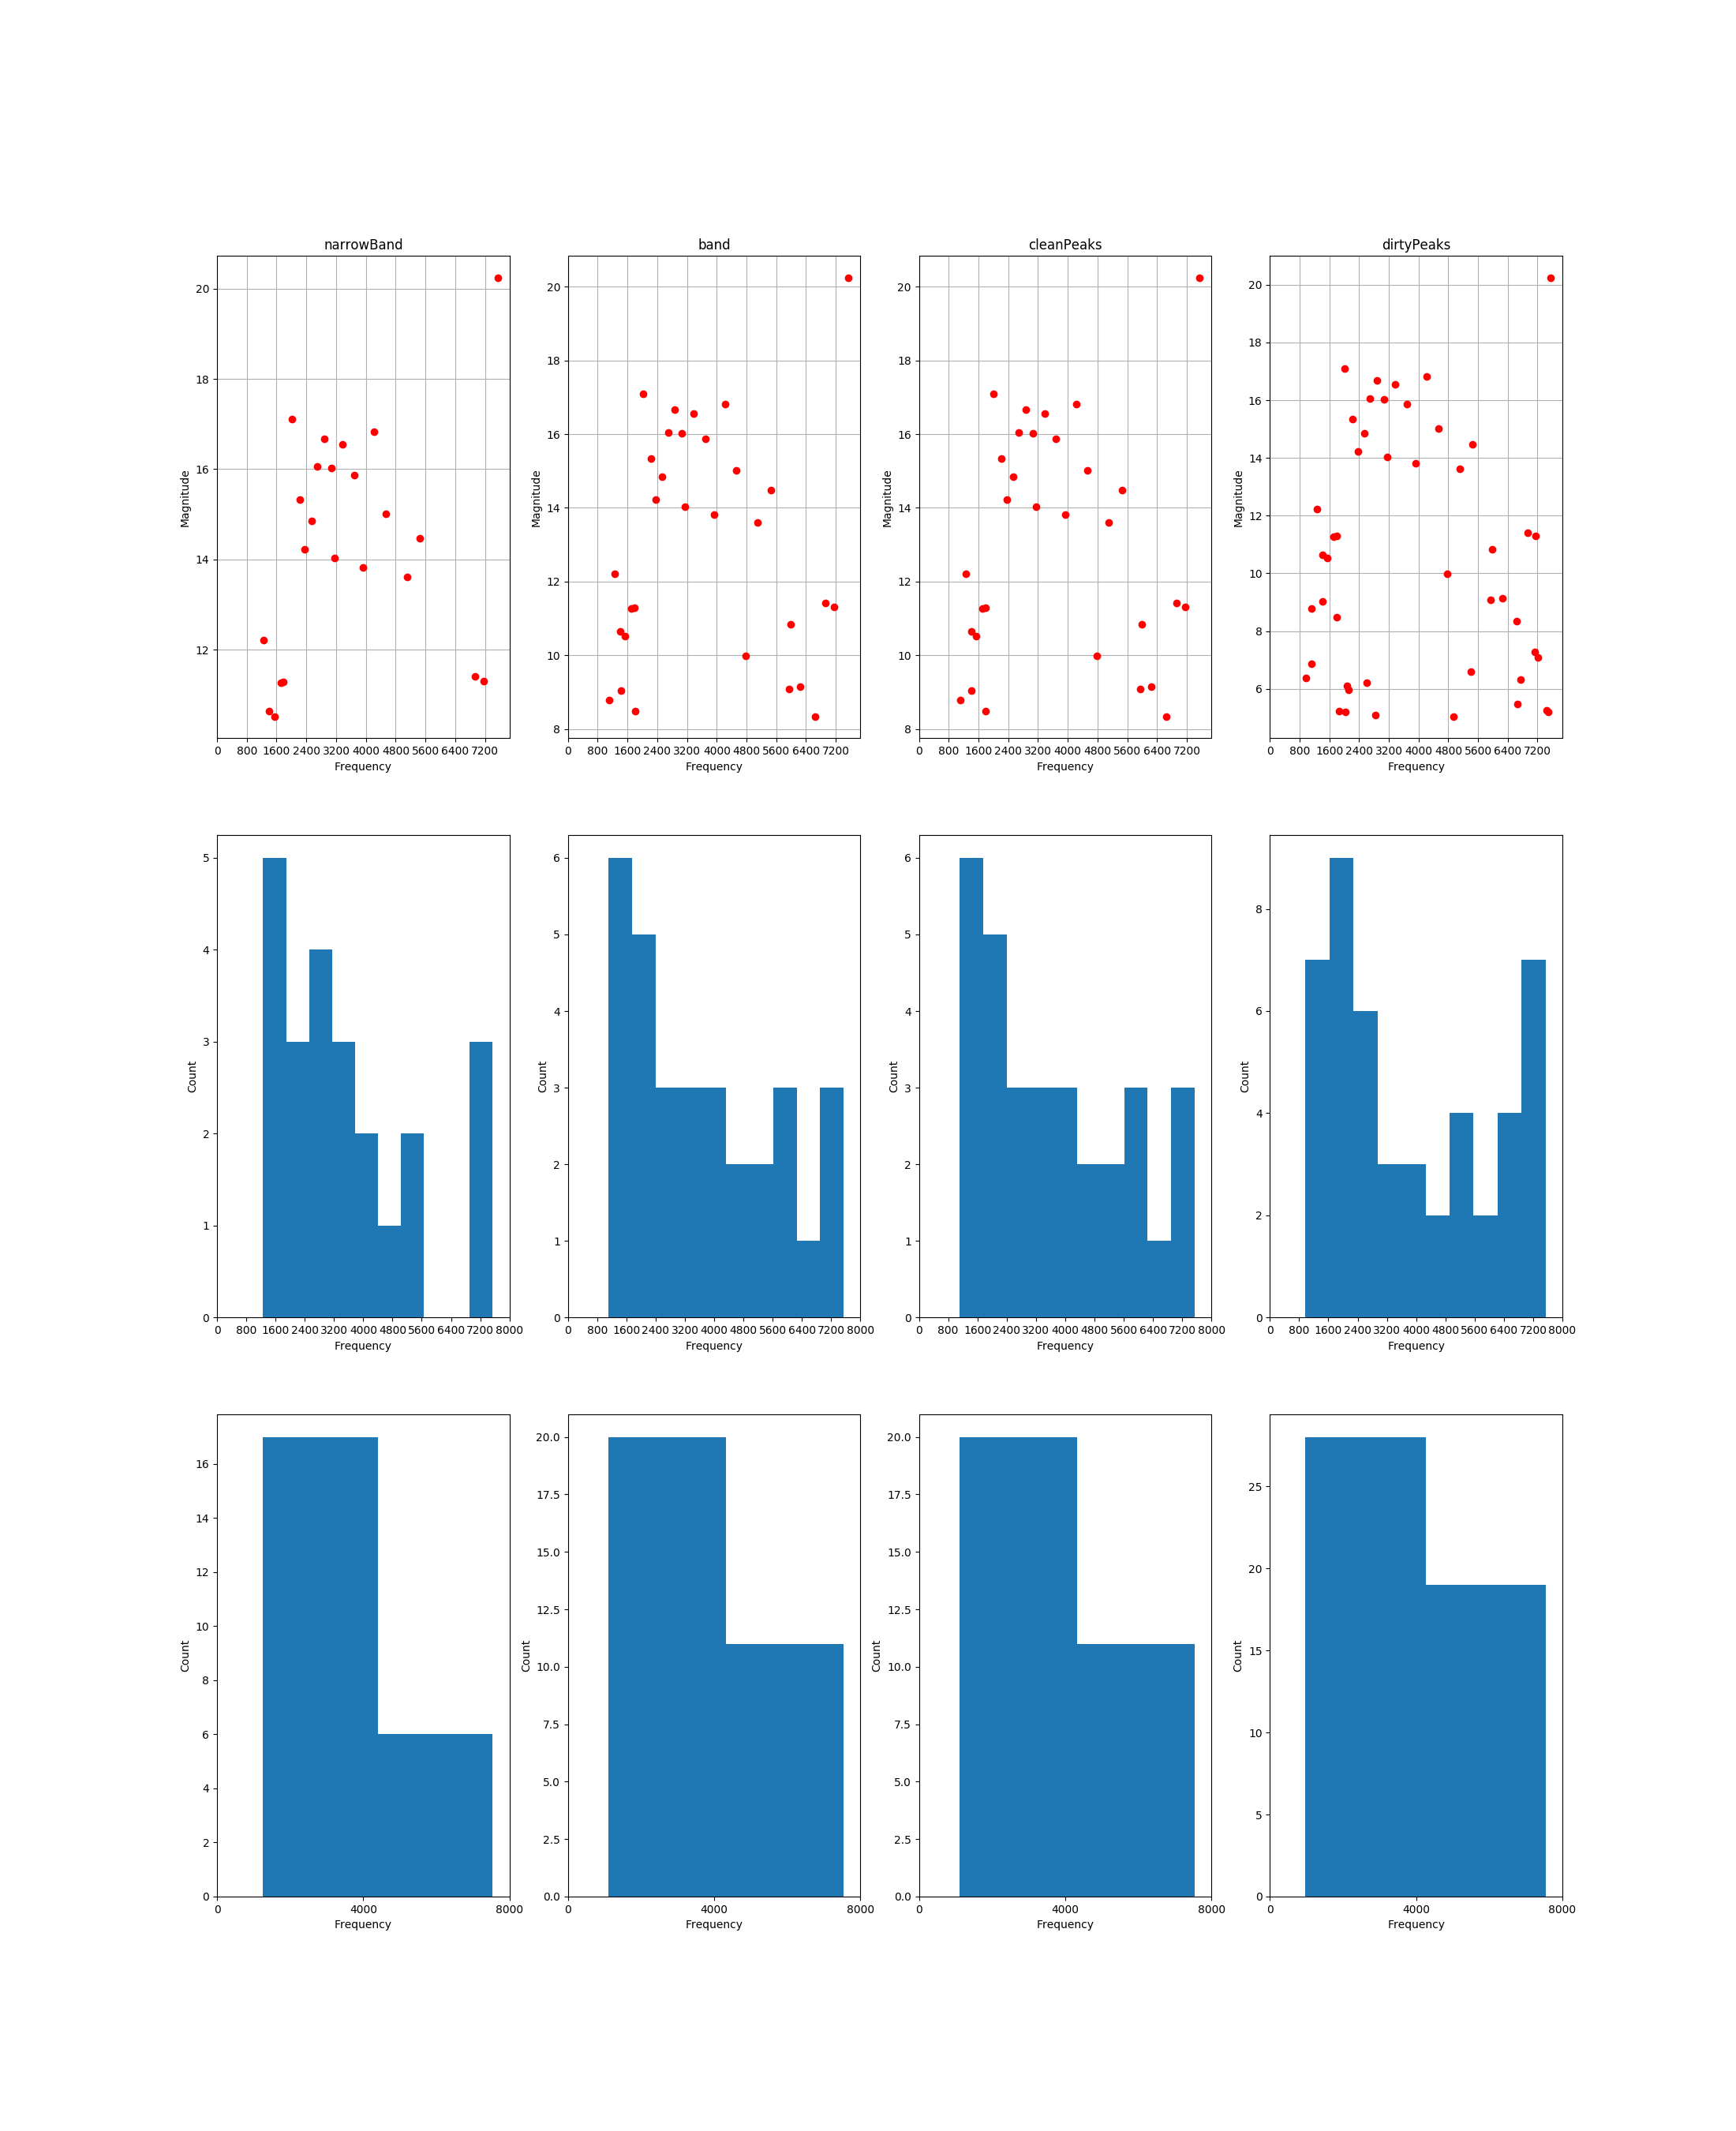 narrowBand band cleanPeaks dirtyPeaks
20 20 20 20
18 18 18 18
16 16 16 16
14 14 14 14
12 12 12 12
10 10 10
8 8 8
6
Magnitude Magnitude Magnitude Magnitude
0 800 1600 2400 3200 4000 4800 5600 6400 7200 0 800 1600 2400 3200 4000 4800 5600 6400 7200 0 800 1600 2400 3200 4000 4800 5600 6400 7200 0 800 1600 2400 3200 4000 4800 5600 6400 7200
Frequency Frequency Frequency Frequency
5 6 6 8
4 5 5 6
3 4 4 4
2 3 3 2
1 2 2 0
0 1 1
0 0
Count Count Count Count
0 800 1600 2400 3200 4000 4800 5600 6400 7200 8000 0 800 1600 2400 3200 4000 4800 5600 6400 7200 8000 0 800 1600 2400 3200 4000 4800 5600 6400 7200 8000 0 800 1600 2400 3200 4000 4800 5600 6400 7200 8000
Frequency Frequency Frequency Frequency
16 20.0 20.0 25
14 17.5 17.5 20
12 15.0 15.0 15
10 12.5 12.5 10
8 10.0 10.0 5
6 7.5 7.5 0
4 5.0 5.0
2 2.5 2.5
0 0.0 0.0
Count Count Count Count
0 4000 8000 0 4000 8000 0 4000 8000 0 4000 8000
Frequency Frequency Frequency Frequency